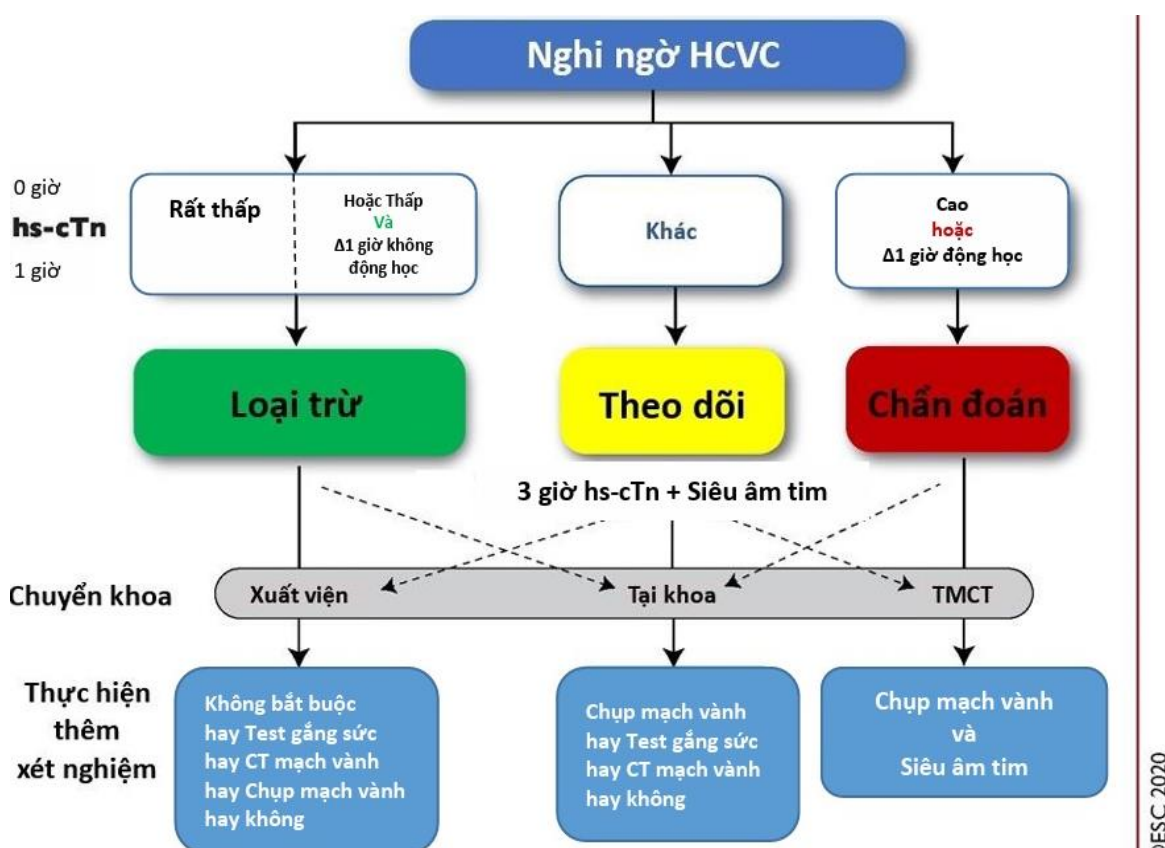 Nghi ngờ HCVC
0 giờ
hs-cTn
1 giờ
Rất thấp
Hoặc Thấp
Và
Δ1 giờ không
động học
Khác
Cao
hoặc
Δ1 giờ động học
Loại trừ
Theo dõi
Chẩn đoán
3 giờ hs-cTn + Siêu âm tim
Chuyển khoa
Xuất viện
Tại khoa
TMCT
Thực hiện
thêm
xét nghiệm
Không bắt buộc
hay Test gắng sức
hay CT mạch vành
hay Chụp mạch vành
hay không
Chụp mạch vành
hay Test gắng sức
hay CT mạch vành
hay không
Chụp mạch vành
và
Siêu âm tim
ESC 2020